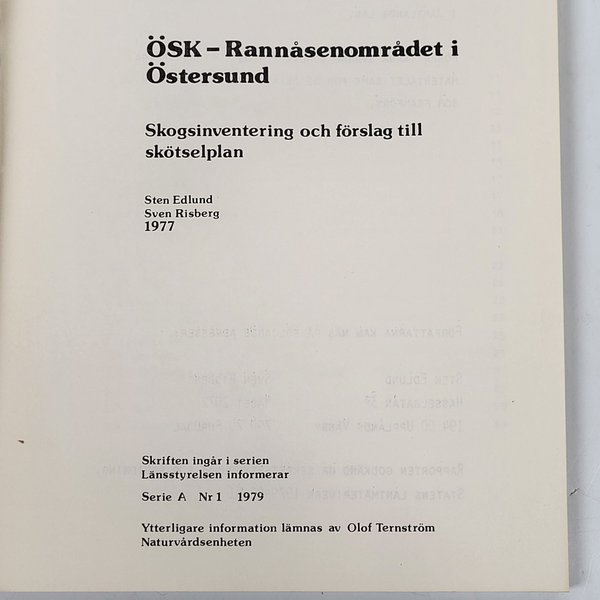 ÖSK – Rannåsenområdet i
Östersund
Skogsinventering och förslag till
skötselplan
Sten Edlund
Sven Risberg
1977
Skriften ingår i serien
Länsstyrelsen informerar
Serie A Nr 1 1979
Ytterligare information lämnas av Olof Ternström
Naturvårdsenheten